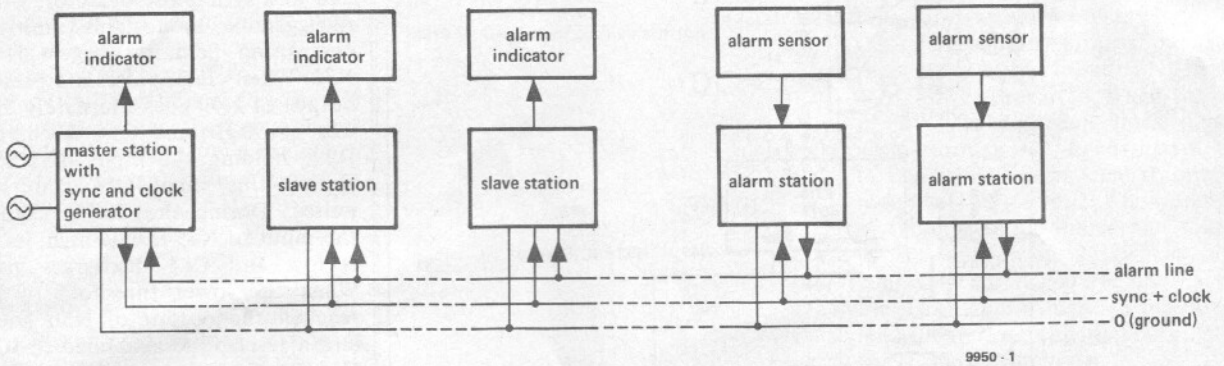 alarm
indicator
alarm
indicator
alarm
indicator
alarm sensor
alarm sensor
master station
with
sync and clock
generator
slave station
slave station
alarm station
alarm station
alarm line
sync + clock
0 (ground)
9950 - 1